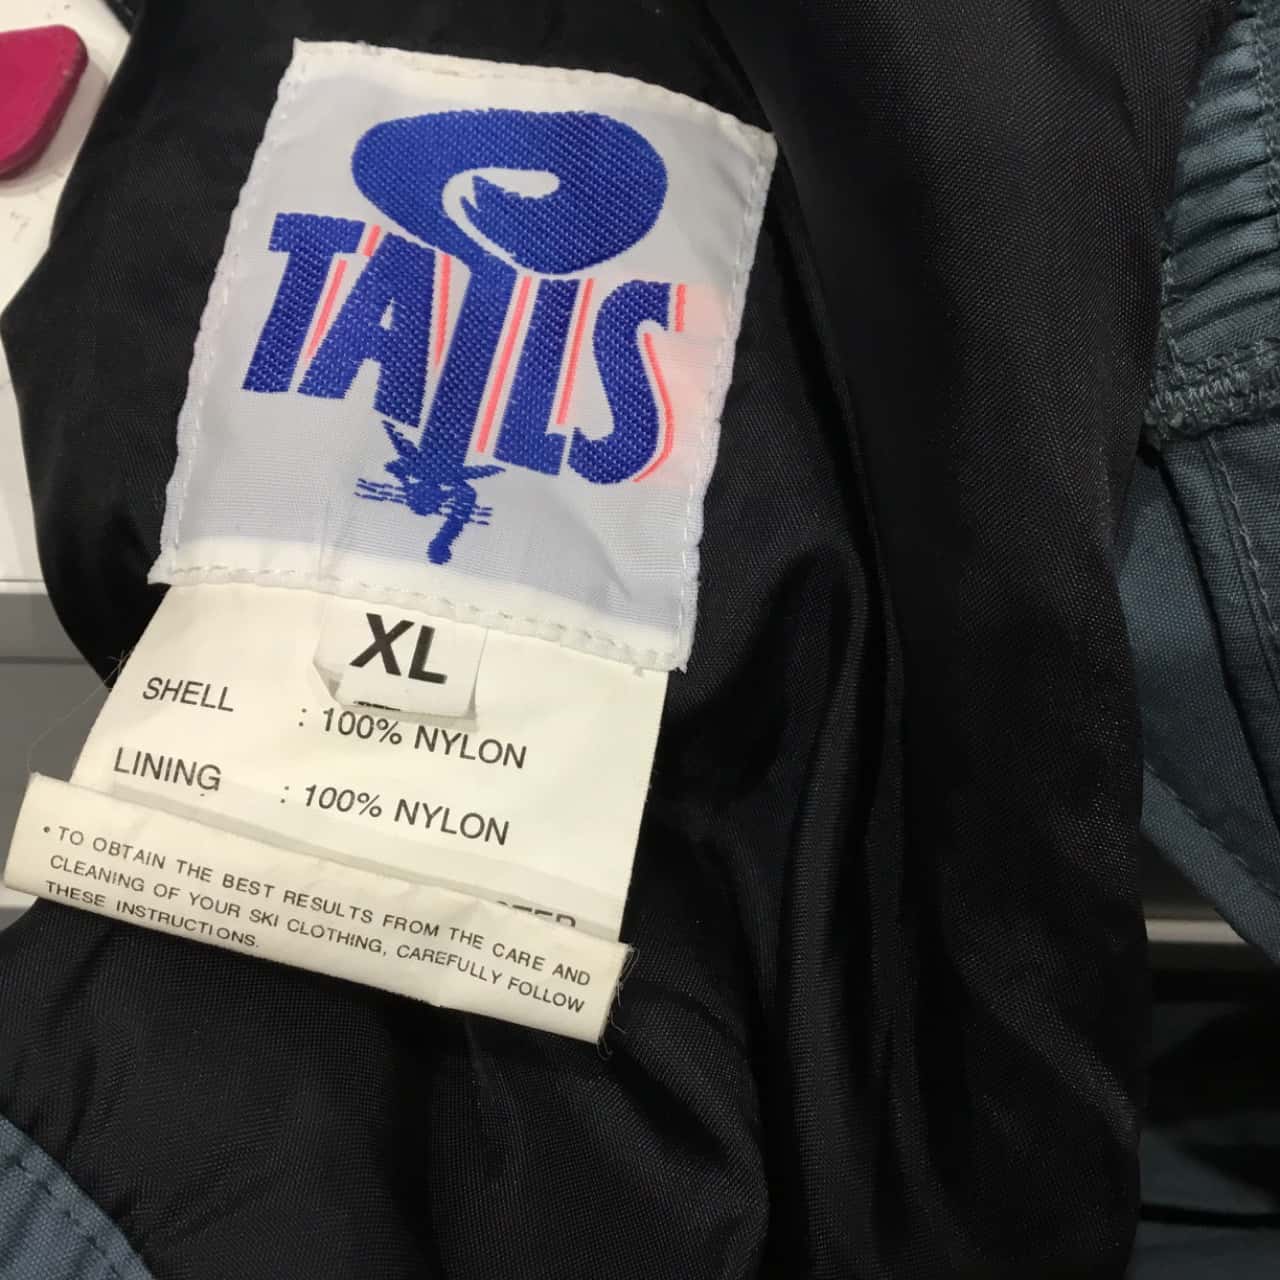 TAILS
XL
SHELL : 100% NYLON
LINING : 100% NYLON
• TO OBTAIN THE BEST RESULTS FROM THE CARE AND
CLEANING OF YOUR SKI CLOTHING, CAREFULLY FOLLOW
THESE INSTRUCTIONS.